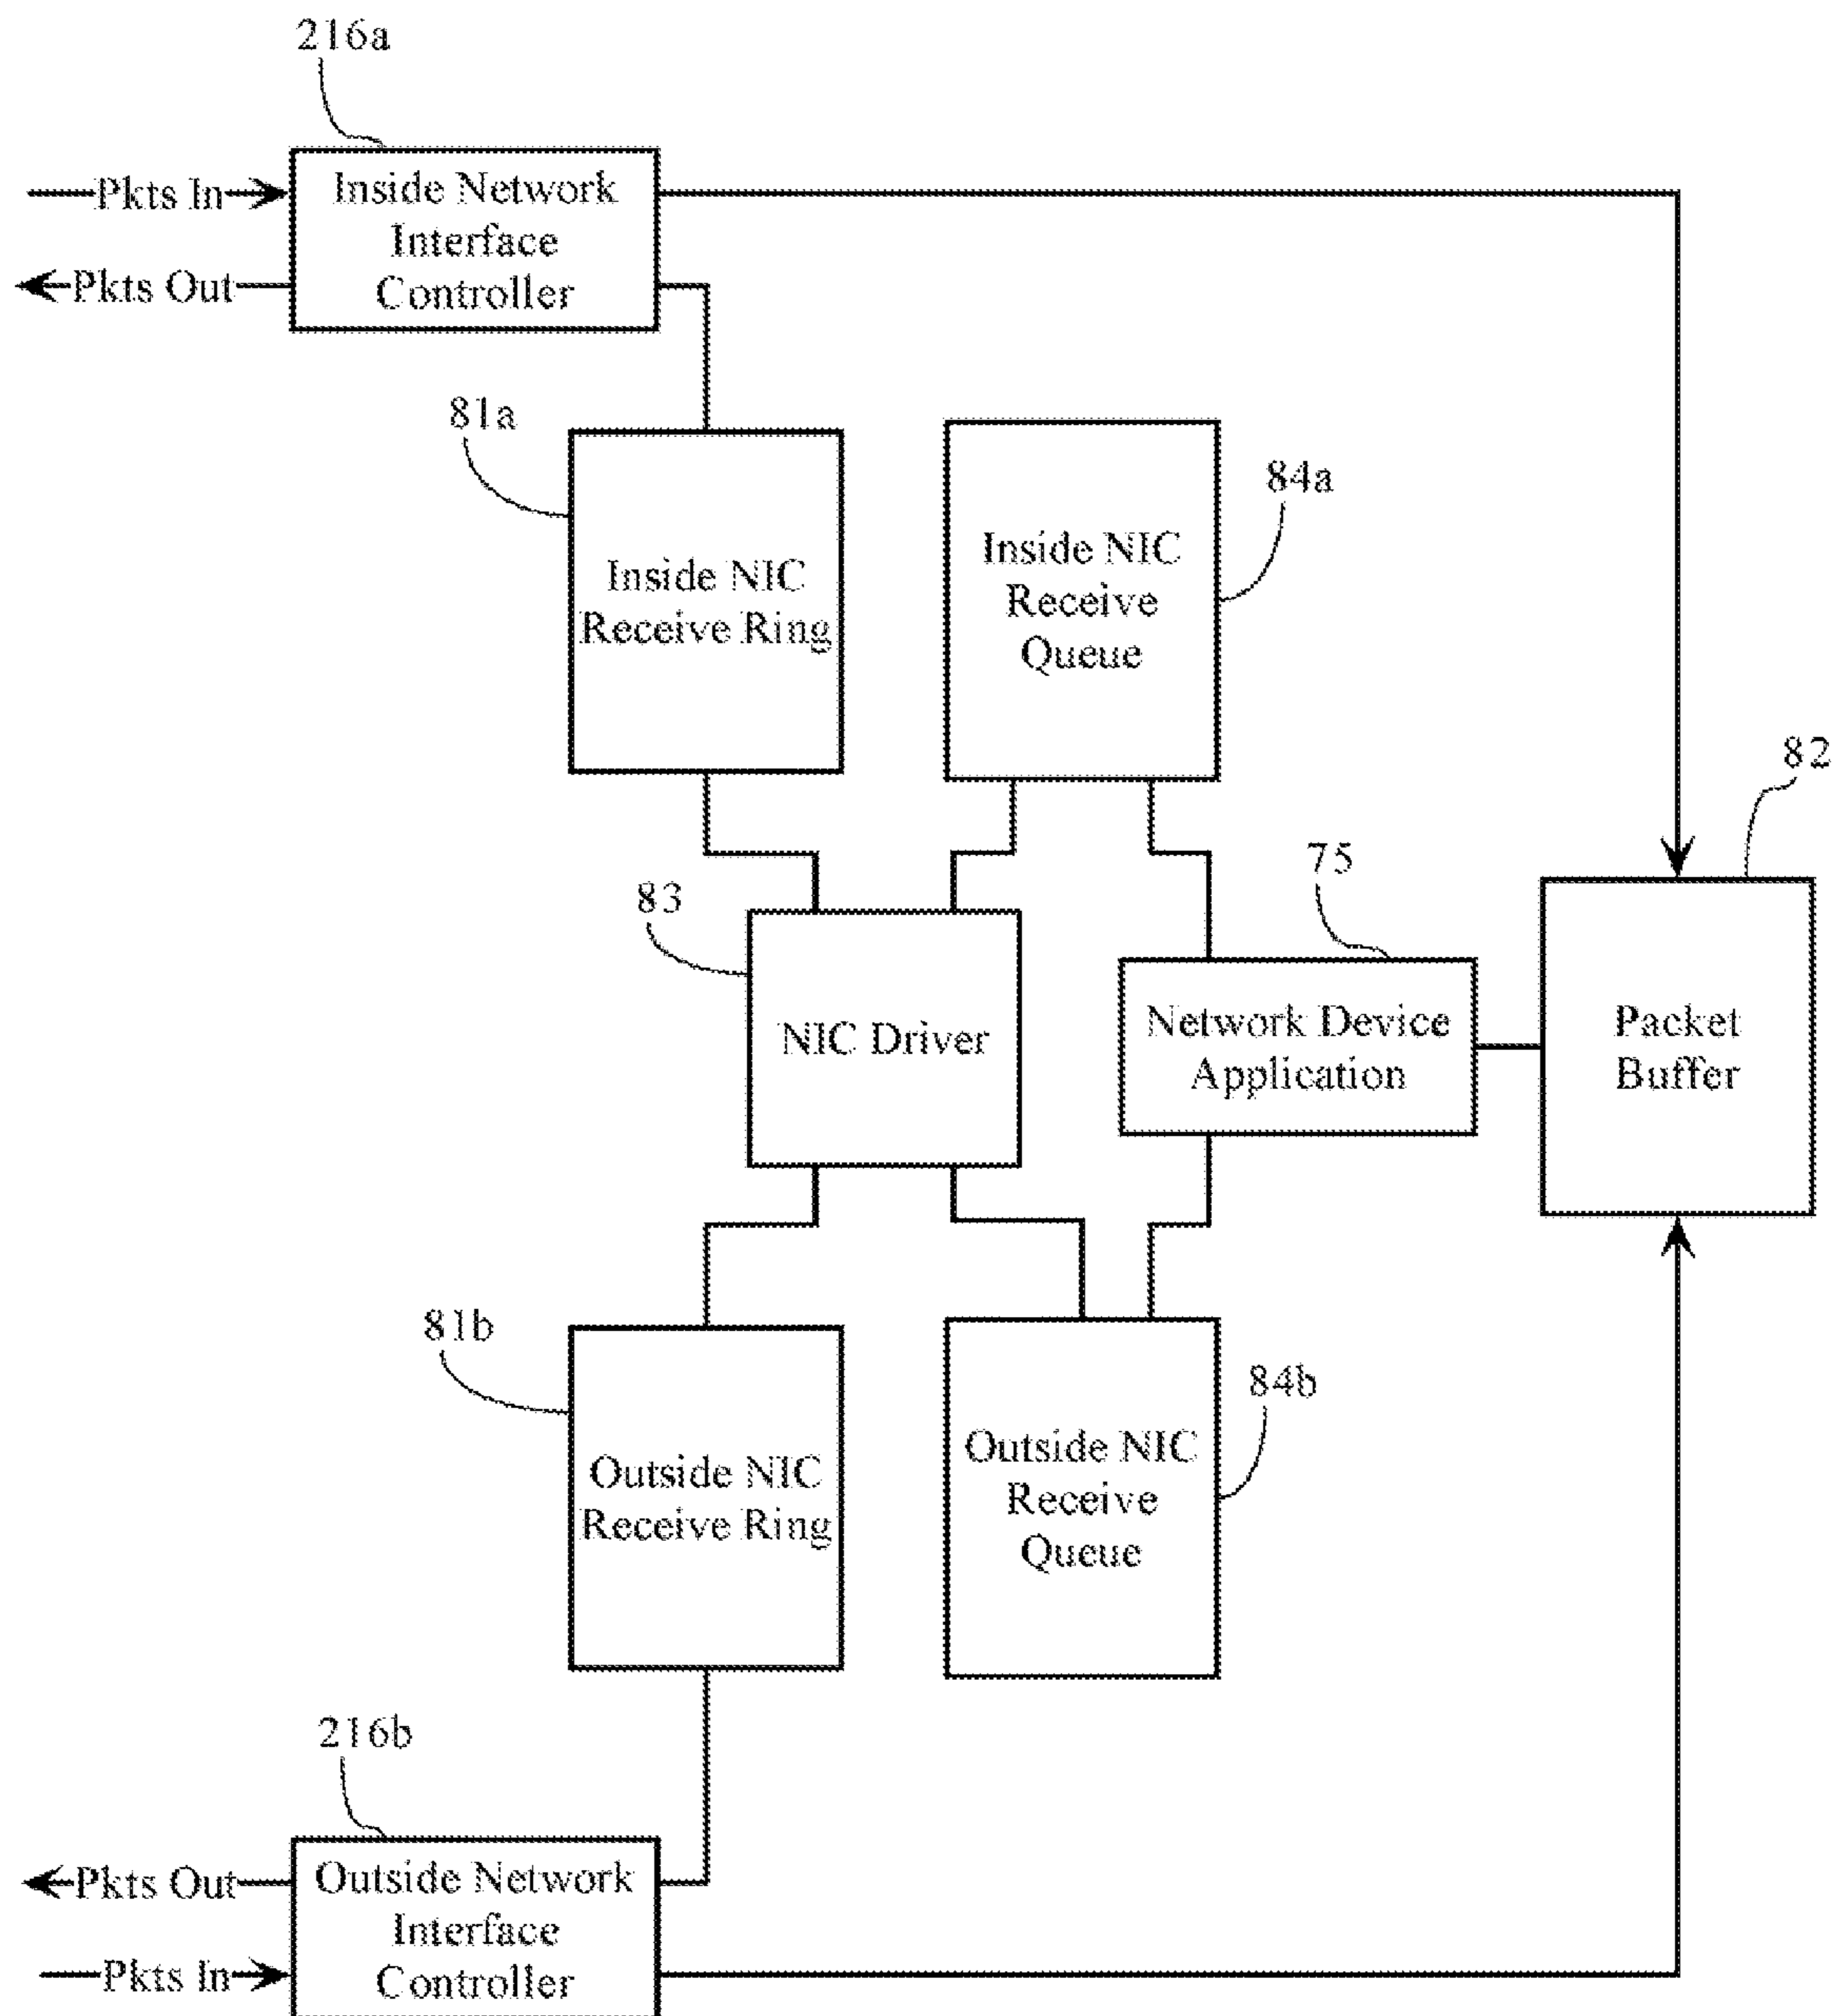 216a
Pkts In
Inside Network
Interface
Controller
Pkts Out
81a
84a
Inside NIC
Receive Ring
Inside NIC
Receive
Queue
82
75
83
NIC Driver
Network Device
Application
Packet
Buffer
81b
84b
Outside NIC
Receive Ring
Outside NIC
Receive
Queue
216b
Pkts Out
Outside Network
Interface
Controller
Pkts In